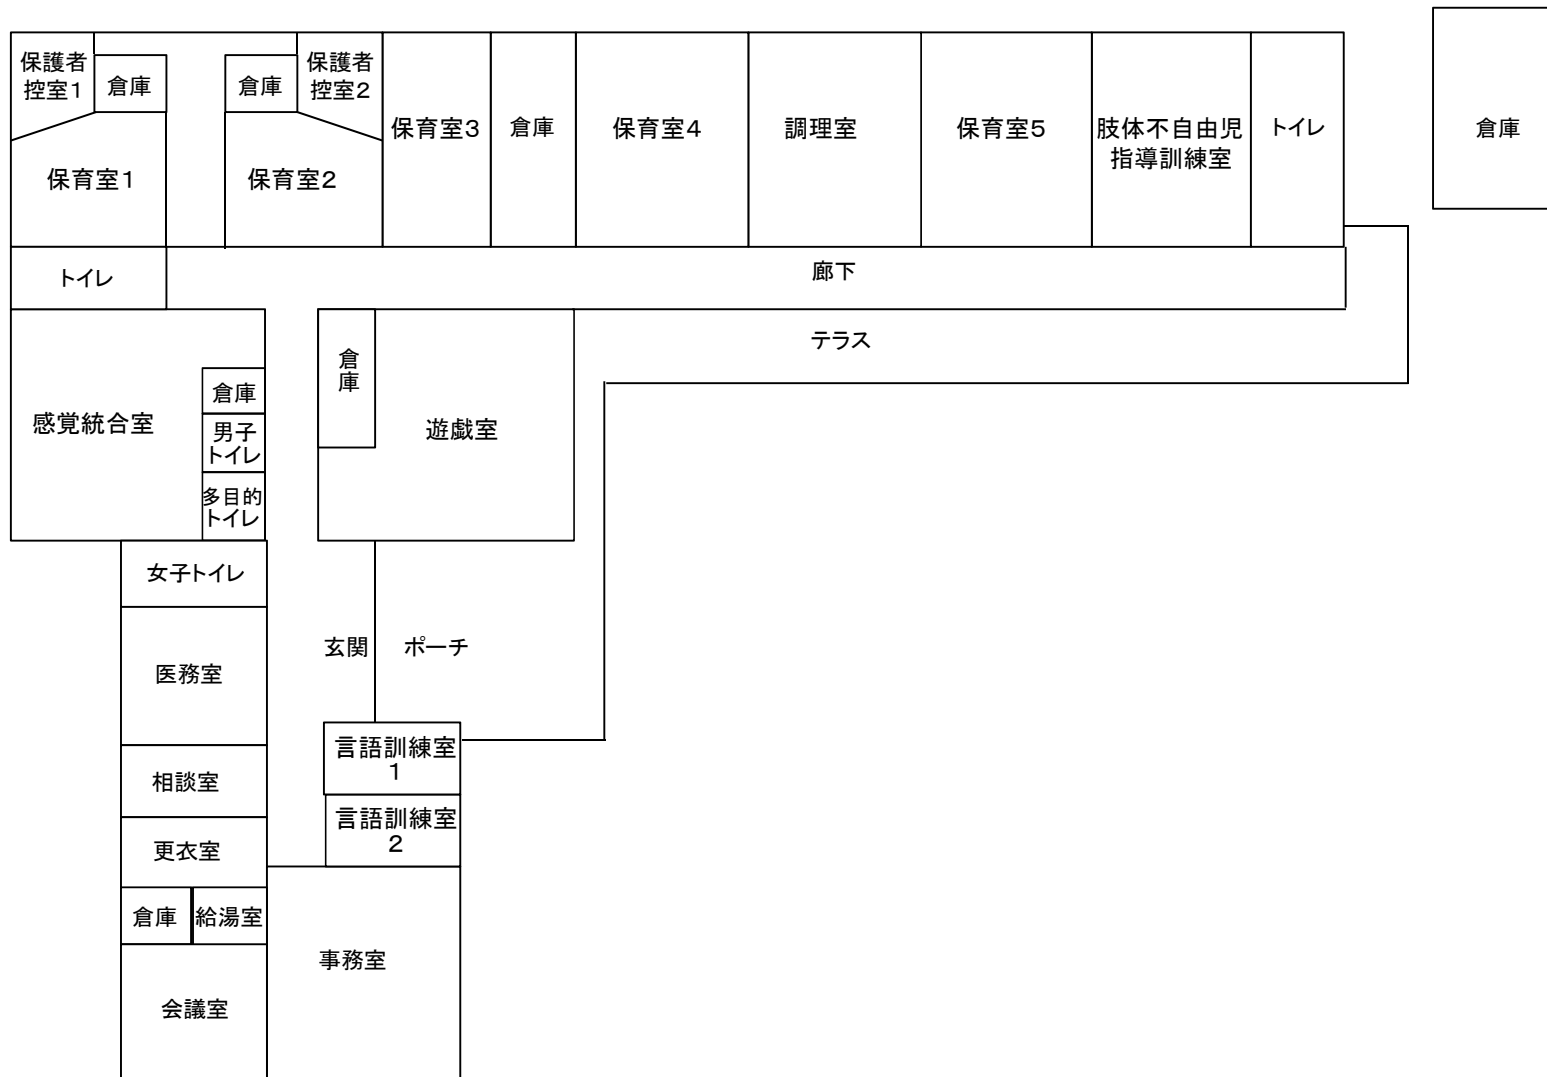 保護者
控室1
倉庫
倉庫
保護者
控室2
保育室3
倉庫
保育室4
調理室
保育室5
肢体不自由児
指導訓練室
トイレ
倉庫
保育室1
保育室2
トイレ
廊下
テラス
倉庫
感覚統合室
倉庫
男子
トイレ
多目的
トイレ
遊戯室
女子トイレ
医務室
玄関
ポーチ
相談室
言語訓練室
1
言語訓練室
2
更衣室
倉庫
給湯室
事務室
会議室